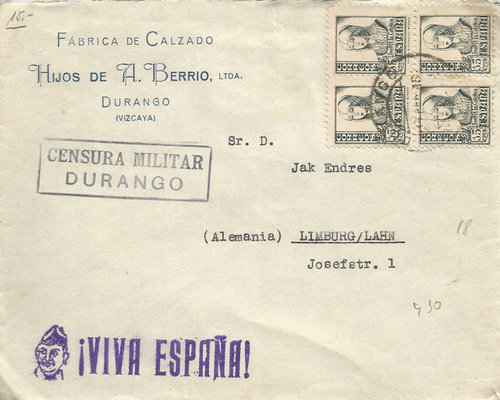 15.-
FÁBRICA DE CALZADO
HIJOS DE A. BERRIO, LTDA.
DURANGO
(VIZCAYA)
Sr. D.
CENSURA MILITAR
DURANGO
Jak Endres
(Alemania) LIMBURG/LAHN
Josefstr. 1
18
430
¡VIVA ESPAÑA!